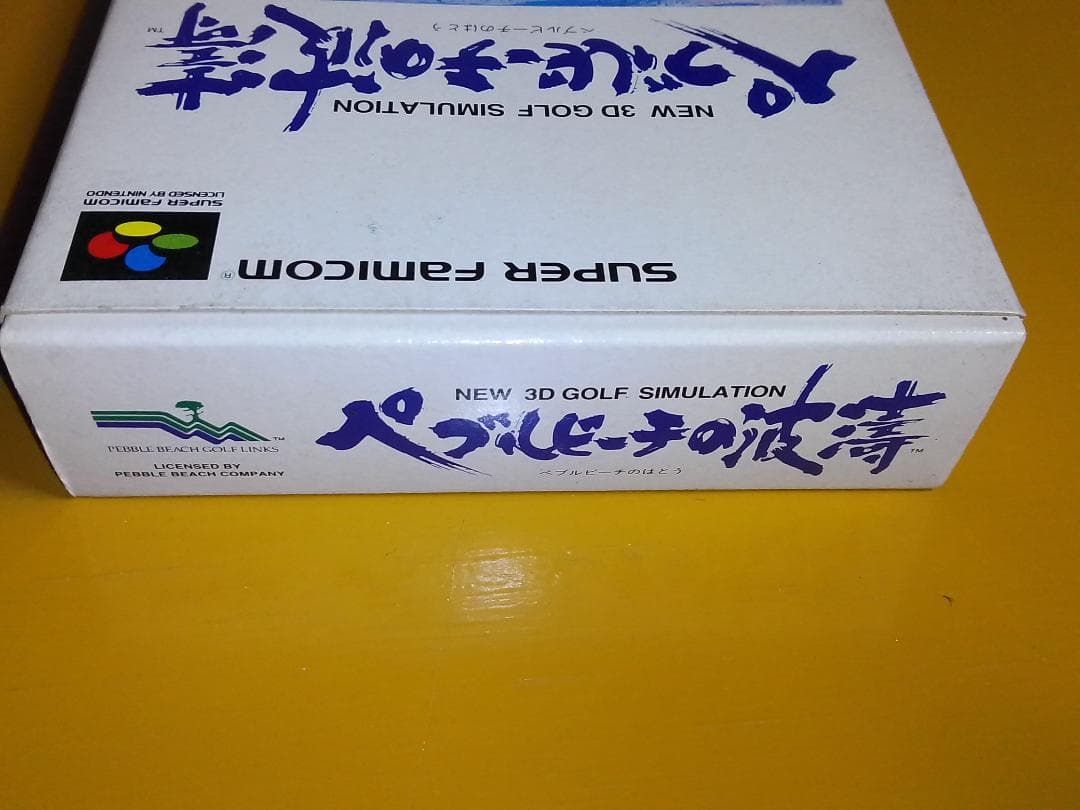 ペブルビーチの波濤
TM
ペブルビーチのはとう
NEW 3D GOLF SIMULATION
SUPER FAMICOM
LICENSED BY NINTENDO
SUPER FAMICOM®
NEW 3D GOLF SIMULATION
ペブルビーチの波濤
TM
ペブルビーチのはとう
TM
PEBBLE BEACH GOLF LINKS
LICENSED BY
PEBBLE BEACH COMPANY